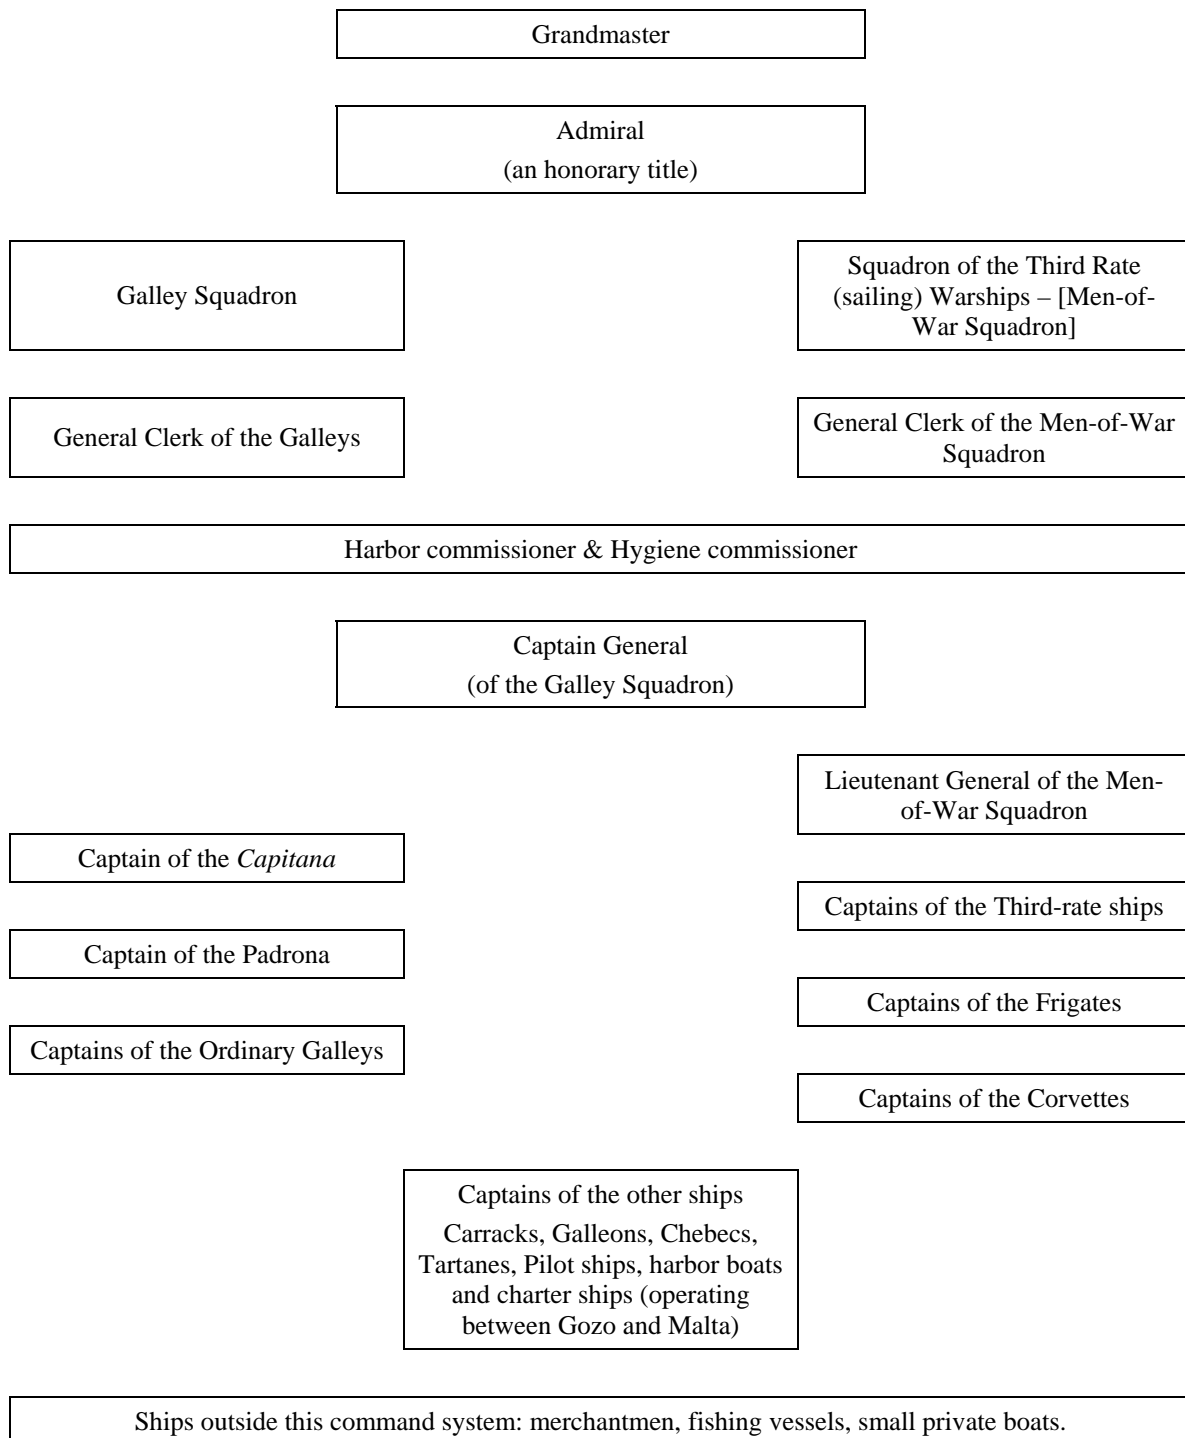 Grandmaster
Admiral
(an honorary title)
Galley Squadron
Squadron of the Third Rate
(sailing) Warships – [Men-of-
War Squadron]
General Clerk of the Galleys
General Clerk of the Men-of-War
Squadron
Harbor commissioner & Hygiene commissioner
Captain General
(of the Galley Squadron)
Lieutenant General of the Men-
of-War Squadron
Captain of the Capitana
Captains of the Third-rate ships
Captain of the Padrona
Captains of the Frigates
Captains of the Ordinary Galleys
Captains of the Corvettes
Captains of the other ships
Carracks, Galleons, Chebecs,
Tartanes, Pilot ships, harbor boats
and charter ships (operating
between Gozo and Malta)
Ships outside this command system: merchantmen, fishing vessels, small private boats.